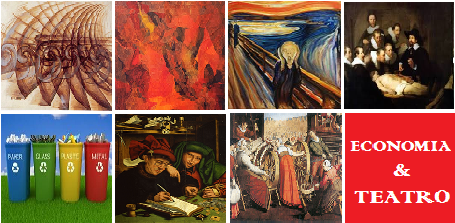 PAPER GLASS PLASTIC METAL
ECONOMIA
&
TEATRO